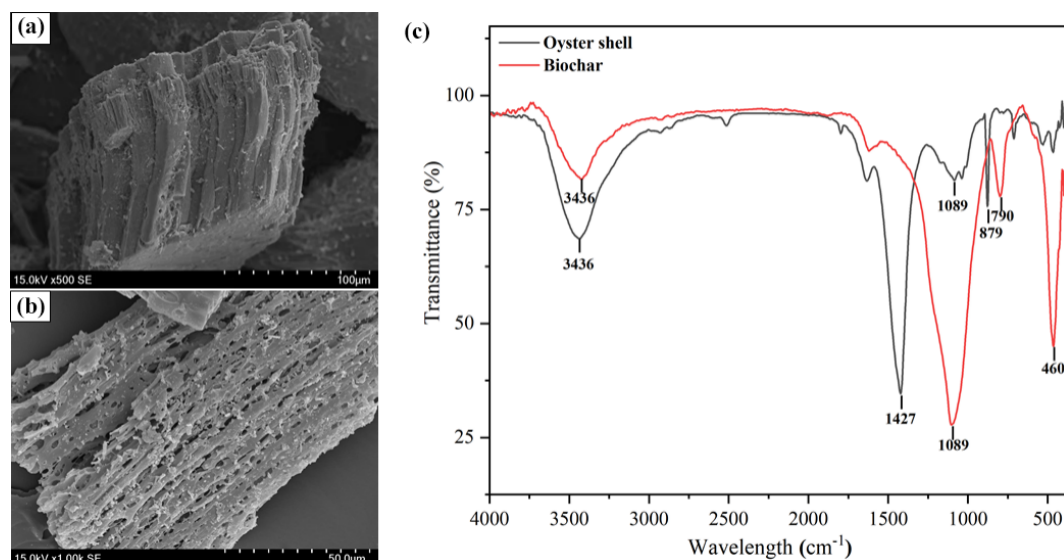 (a)
15.0kV x500 SE
100µm
(b)
15.0kV x1.00k SE
50.0µm
(c)
Oyster shell
Biochar
Transmittance (%)
100
75
50
25
3436
3436
1427
1089
1089
879
790
460
4000 3500 3000 2500 2000 1500 1000 500
Wavelength (cm⁻¹)